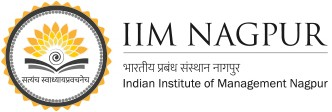 IIM NAGPUR
भारतीय प्रबंध संस्थान नागपुर
Indian Institute of Management Nagpur
सत्यंच स्वाध्यायप्रवचनेच